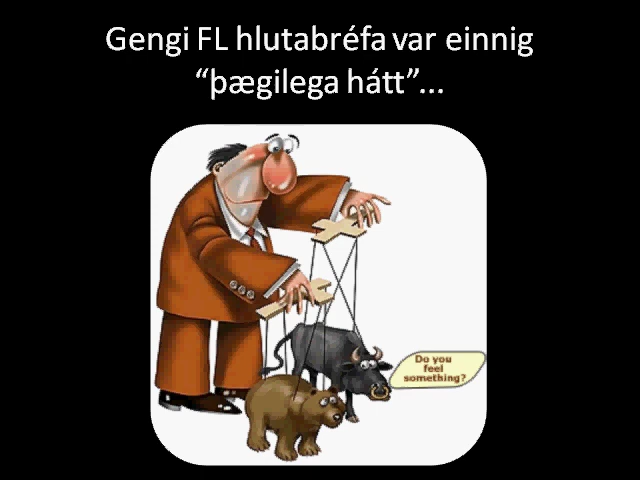 Gengi FL hlutabréfa var einnig
“þægilega hátt”...
Do you
feel
something?